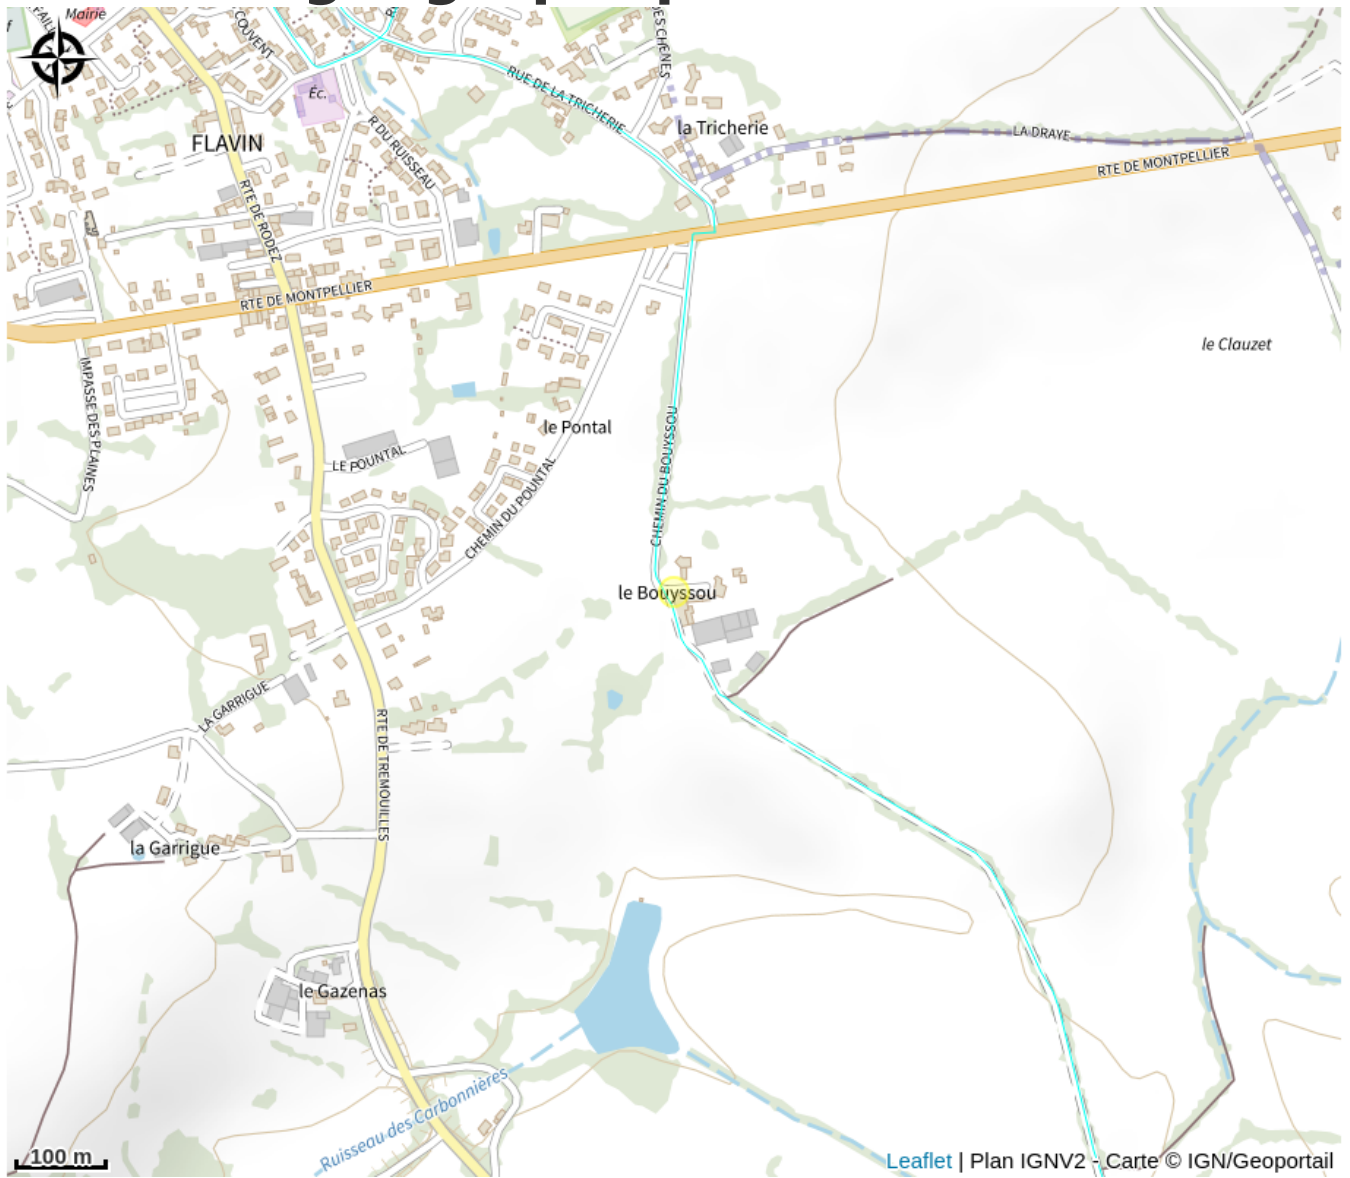 Mairie
COUVENT
DES CHENES
RUE DE LA TRICHERIE
Éc.
R DU RUISSEAU
FLAVIN
la Tricherie
LA DRAYE
RTE DE MONTPELLIER
RTE DE RODEZ
RTE DE MONTPELLIER
le Clauzet
IMPASSE DES PLAINES
le Pontal
LE POUNTAL
CHEMIN DU BOUYSSOU
CHEMIN DU POUNTAL
le Bouyssou
LA GARRIGUE
RTE DE TREMOUILLES
la Garrigue
le Gazenas
Ruisseau des Carbonnières
100 m
Leaflet | Plan IGNV2 - Carte © IGN/Geoportail